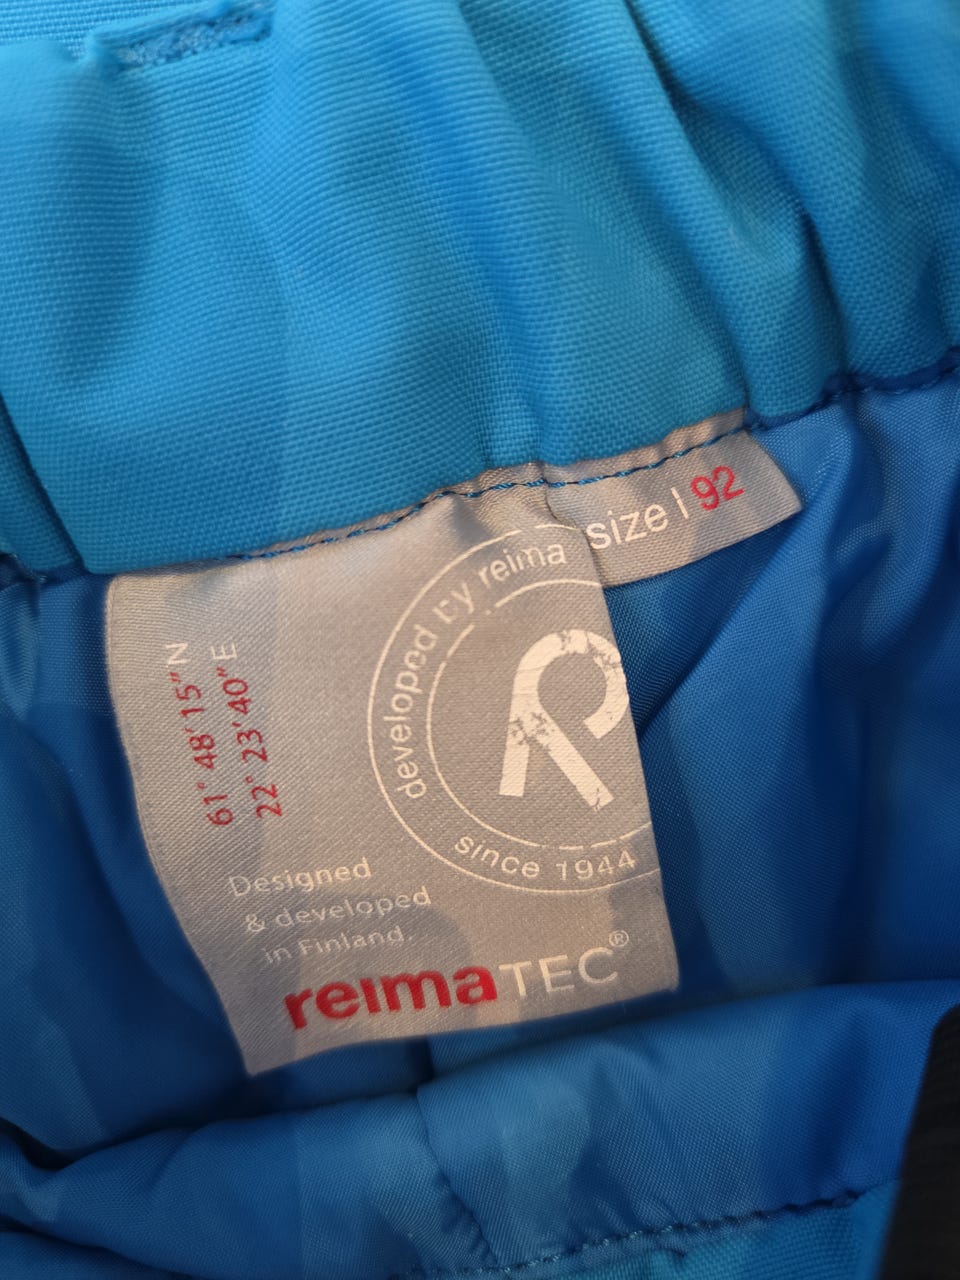 size | 92
developed by reima
since 1944
61° 48' 15" N
22° 23' 40" E
Designed
& developed
in Finland.
reimaTEC®